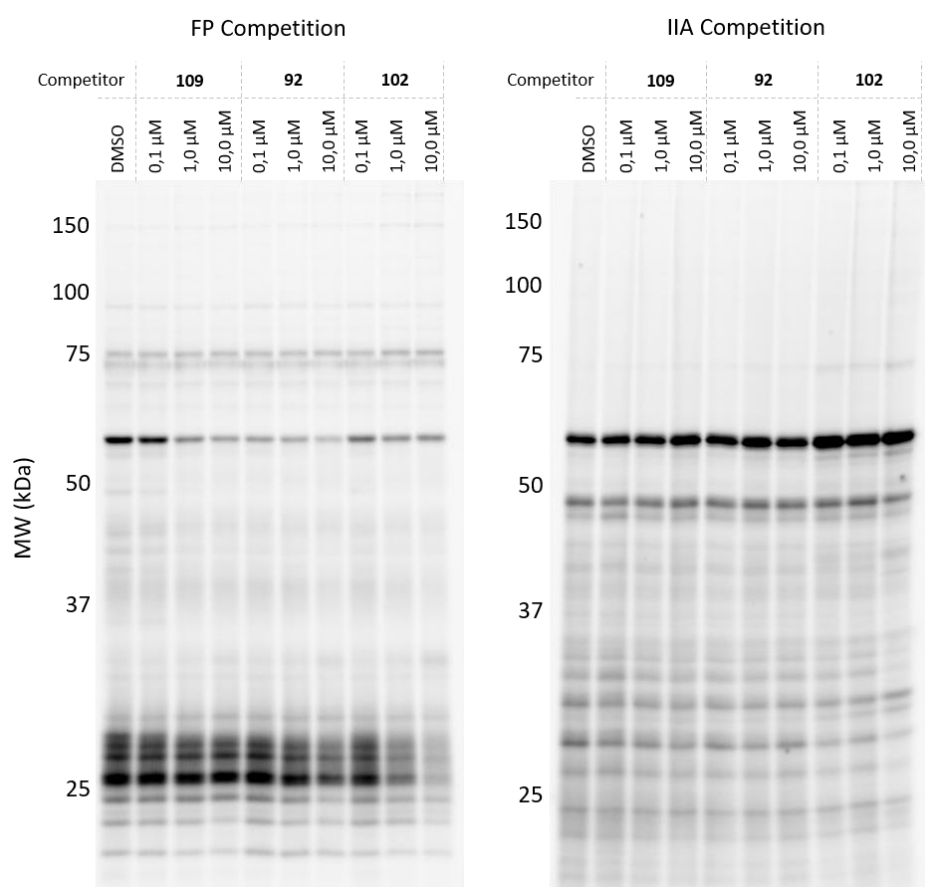 FP Competition
Competitor 109 92 102
DMSO 0,1 µM 1,0 µM 10,0 µM 0,1 µM 1,0 µM 10,0 µM 0,1 µM 1,0 µM 10,0 µM
MW (kDa)
150
100
75
50
37
25
IIA Competition
Competitor 109 92 102
DMSO 0,1 µM 1,0 µM 10,0 µM 0,1 µM 1,0 µM 10,0 µM 0,1 µM 1,0 µM 10,0 µM
150
100
75
50
37
25